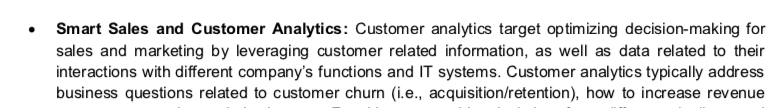 • Smart Sales and Customer Analytics: Customer analytics target optimizing decision-making for
sales and marketing by leveraging customer related information, as well as data related to their
interactions with different company's functions and IT systems. Customer analytics typically address
business questions related to customer churn (i.e., acquisition/retention), how to increase revenue